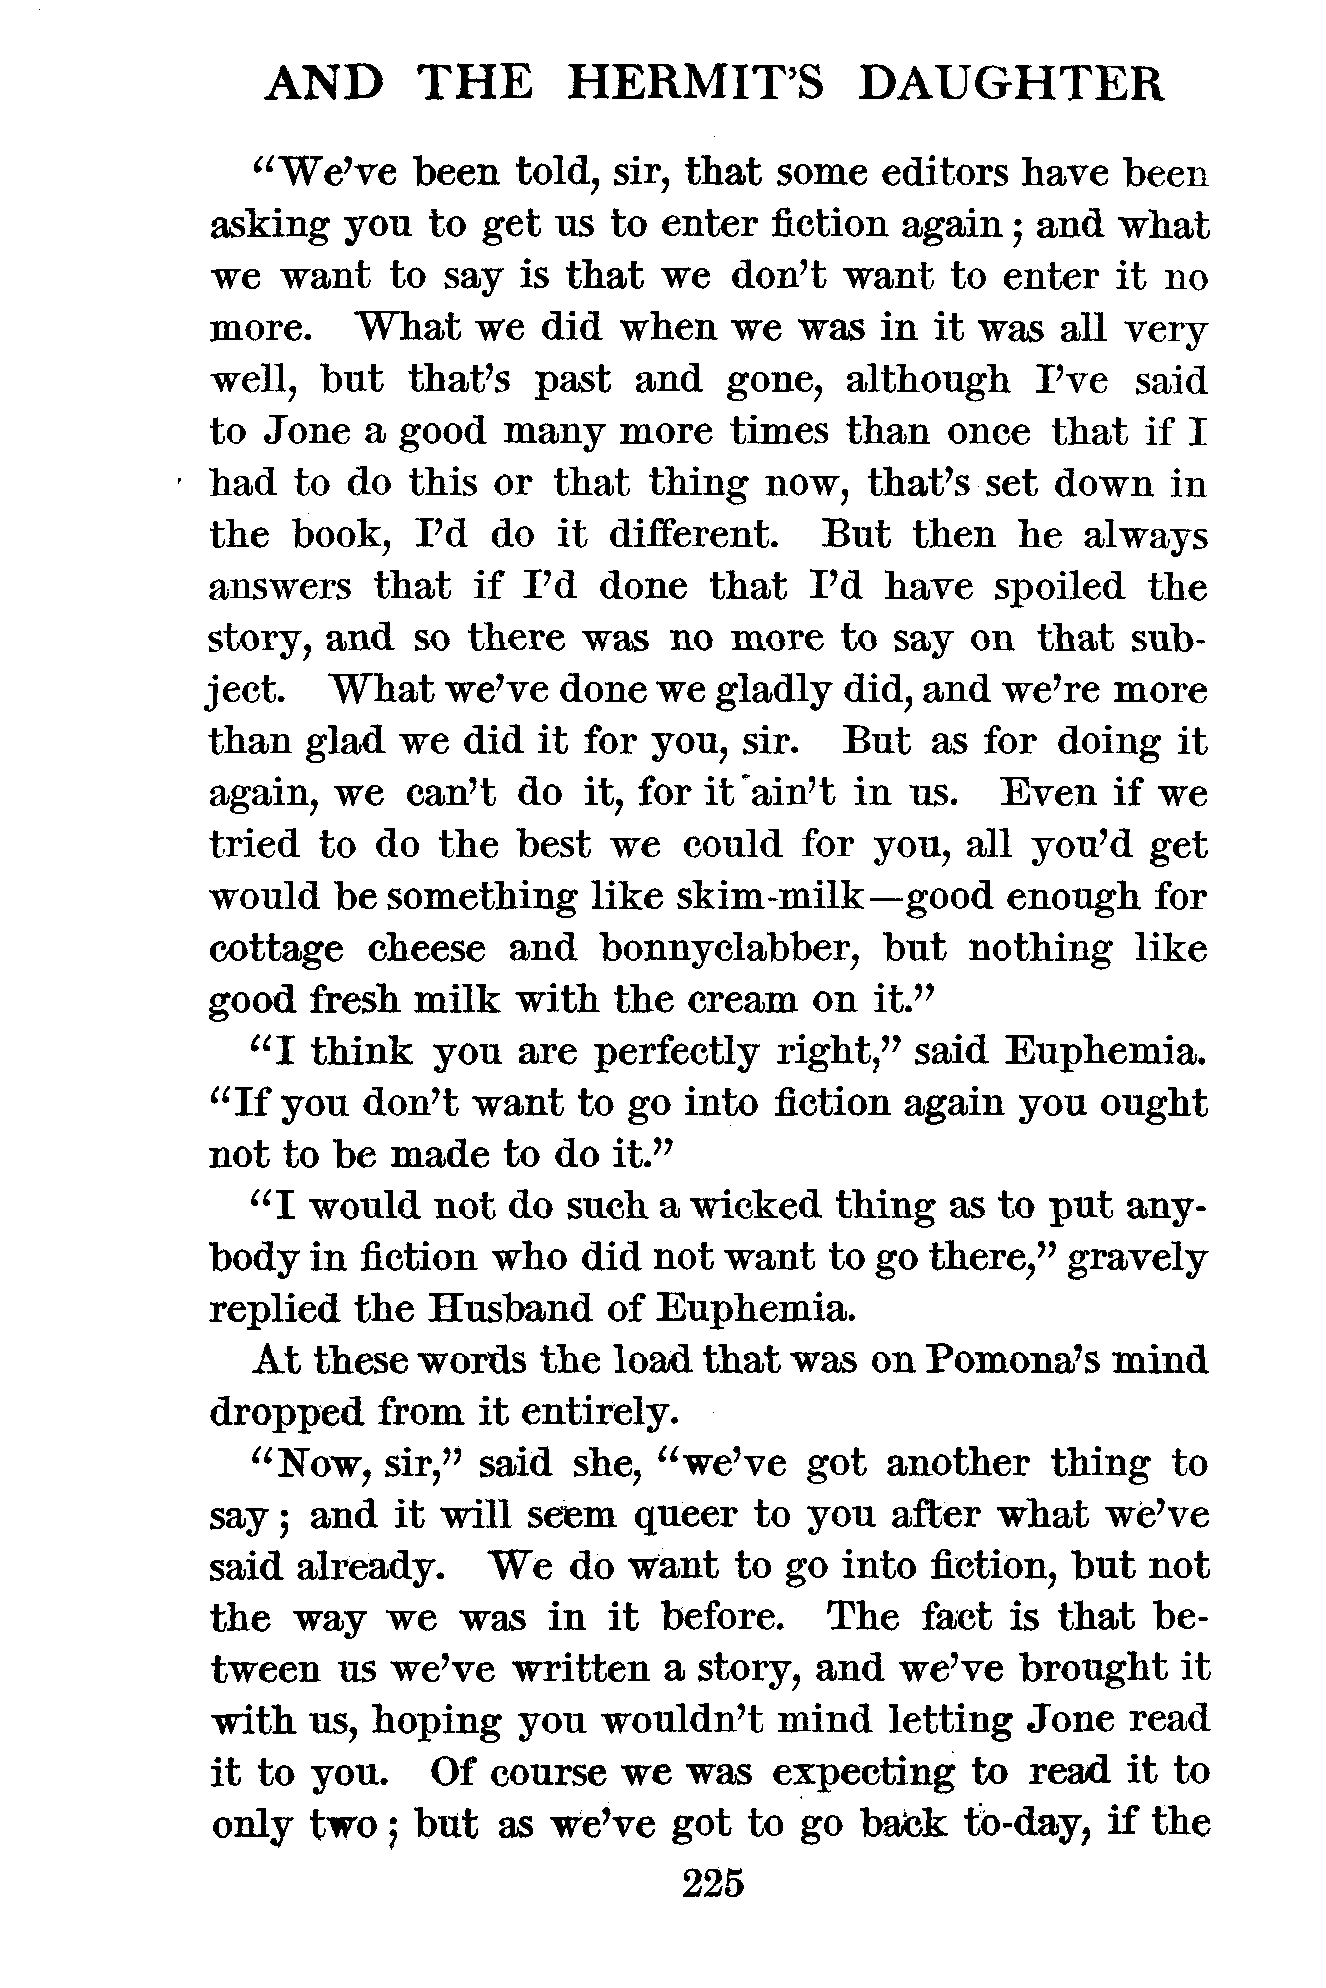 AND THE HERMIT'S DAUGHTER
“We’ve been told, sir, that some editors have been
asking you to get us to enter fiction again; and what
we want to say is that we don’t want to enter it no
more. What we did when we was in it was all very
well, but that’s past and gone, although I’ve said
to Jone a good many more times than once that if I
had to do this or that thing now, that’s set down in
the book, I’d do it different. But then he always
answers that if I’d done that I’d have spoiled the
story, and so there was no more to say on that sub-
ject. What we’ve done we gladly did, and we’re more
than glad we did it for you, sir. But as for doing it
again, we can’t do it, for it ain’t in us. Even if we
tried to do the best we could for you, all you’d get
would be something like skim-milk—good enough for
cottage cheese and bonnyclabber, but nothing like
good fresh milk with the cream on it.”
“I think you are perfectly right,” said Euphemia.
“If you don’t want to go into fiction again you ought
not to be made to do it.”
“I would not do such a wicked thing as to put any-
body in fiction who did not want to go there,” gravely
replied the Husband of Euphemia.
At these words the load that was on Pomona’s mind
dropped from it entirely.
“Now, sir,” said she, “we’ve got another thing to
say; and it will seem queer to you after what we’ve
said already. We do want to go into fiction, but not
the way we was in it before. The fact is that be-
tween us we’ve written a story, and we’ve brought it
with us, hoping you wouldn’t mind letting Jone read
it to you. Of course we was expecting to read it to
only two; but as we’ve got to go back to-day, if the
225